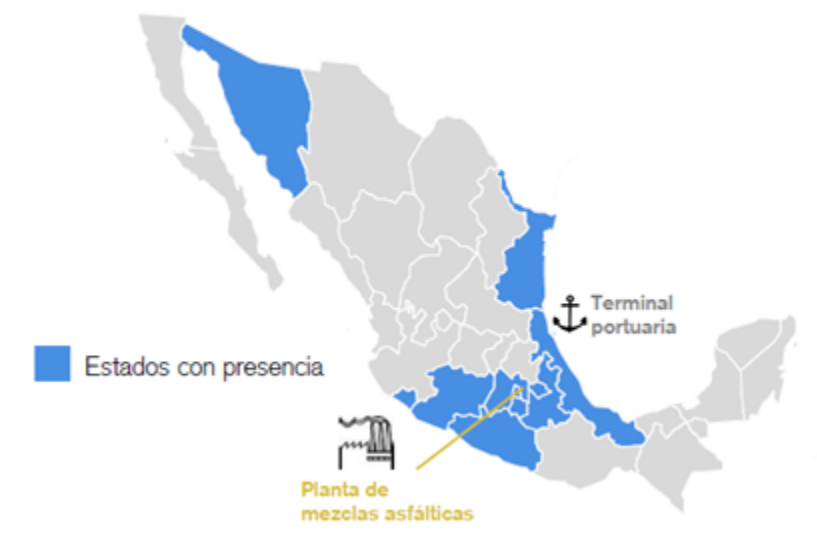 Terminal
portuaria
Estados con presencia
Planta de
mezclas asfálticas